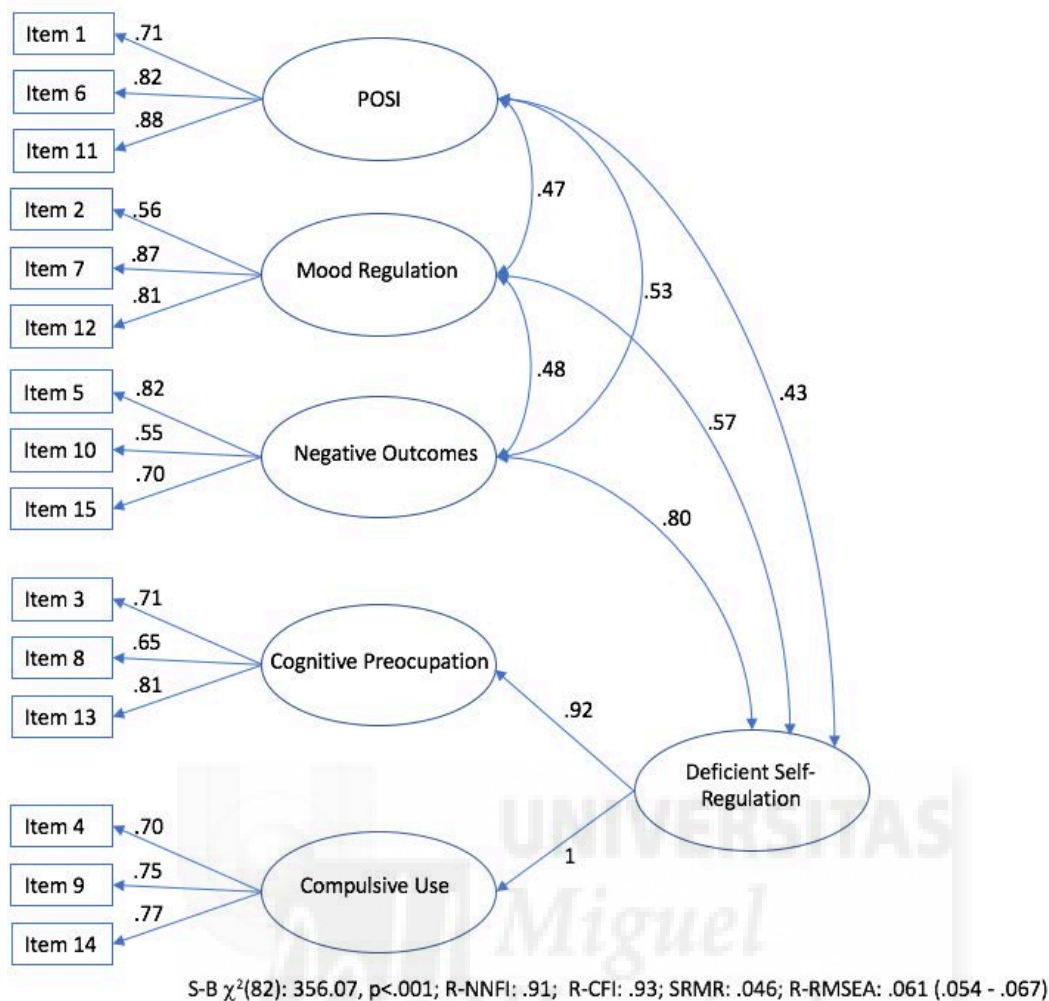 Item 1
.71
Item 6
.82
POSI
.88
Item 11
Item 2
.56
.47
Item 7
.87
Mood Regulation
.81
Item 12
.53
Item 5
.82
.48
.43
.57
Item 10
.55
Negative Outcomes
.70
Item 15
.80
Item 3
.71
Item 8
.65
Cognitive Preocupation
.81
Item 13
.92
Deficient Self-
Regulation
Item 4
.70
1
Item 9
.75
Compulsive Use
.77
Item 14
UNIVERSITAS
Miguel
S-B χ²(82): 356.07, p<.001; R-NNFI: .91; R-CFI: .93; SRMR: .046; R-RMSEA: .061 (.054 - .067)